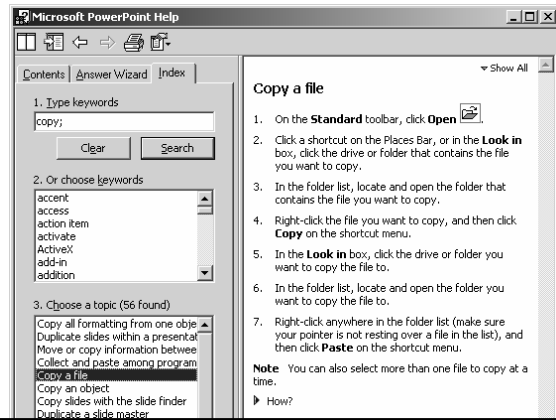 Microsoft PowerPoint Help
Contents Answer Wizard Index
1. Type keywords
copy;
Clear Search
2. Or choose keywords
accent
access
action item
activate
ActiveX
add-in
addition
3. Choose a topic (56 found)
Copy all formatting from one obje
Duplicate slides within a presentat
Move or copy information betwee
Collect and paste among program
Copy a file
Copy an object
Copy slides with the slide finder
Duplicate a slide master
Show All
Copy a file
1. On the Standard toolbar, click Open .
2. Click a shortcut on the Places Bar, or in the Look in
box, click the drive or folder that contains the file
you want to copy.
3. In the folder list, locate and open the folder that
contains the file you want to copy.
4. Right-click the file you want to copy, and then click
Copy on the shortcut menu.
5. In the Look in box, click the drive or folder you
want to copy the file to.
6. In the folder list, open the folder you
want to copy the file to.
7. Right-click anywhere in the folder list (make sure
your pointer is not resting over a file in the list), and
then click Paste on the shortcut menu.
Note You can also select more than one file to copy at a
time.
How?